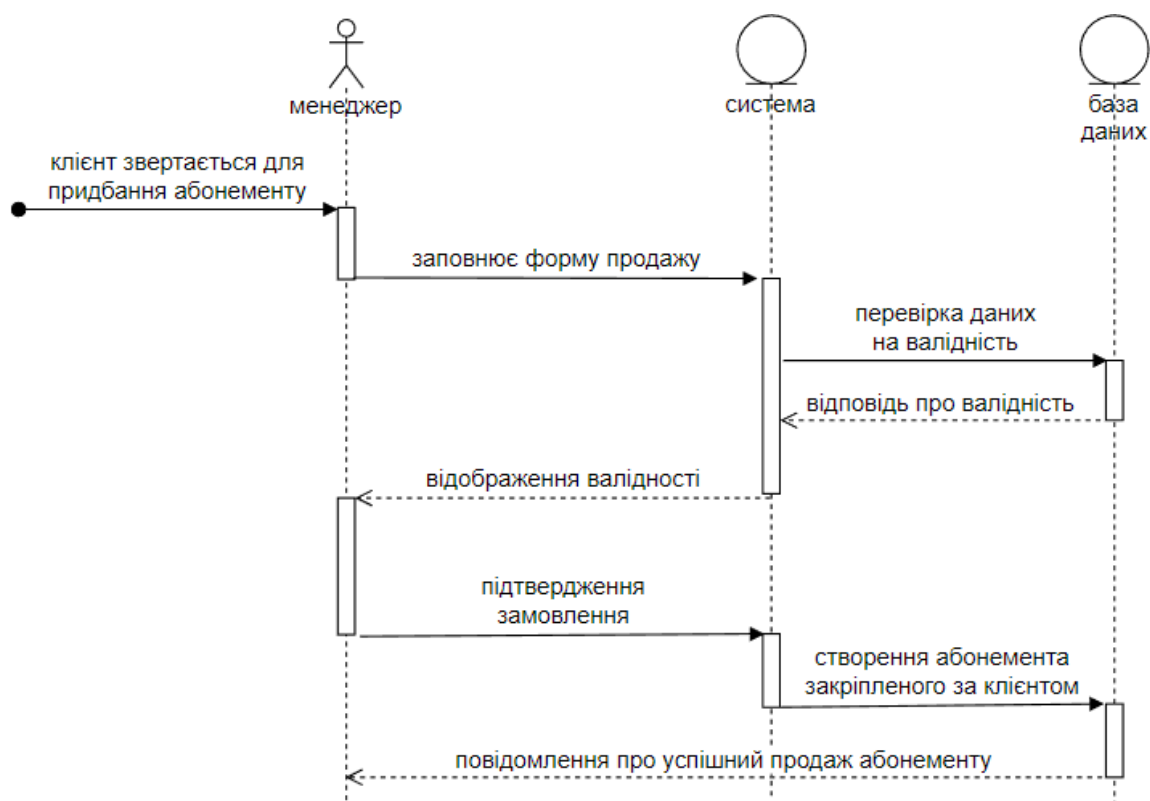 менеджер
система
база
даних
клієнт звертається для
придбання абонементу
заповнює форму продажу
перевірка даних
на валідність
відповідь про валідність
відображення валідності
підтвердження
замовлення
створення абонемента
закріпленого за клієнтом
повідомлення про успішний продаж абонементу